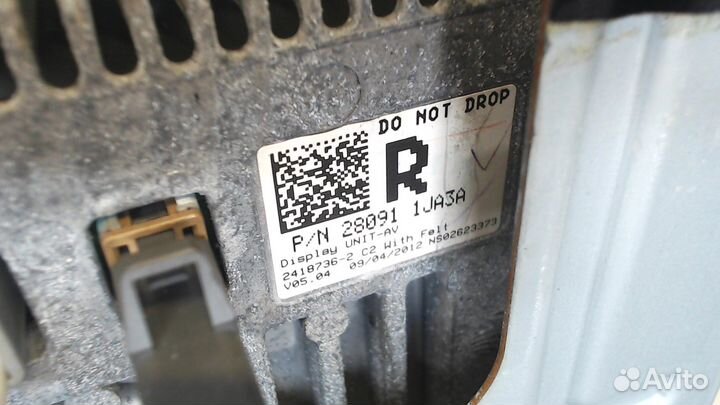 DO NOT DROP
R
P/N 28091 1JA3A
Display UNIT-AV
2418736-2 C2 With Felt
V05.04 09/04/2012 NS02623373
Avito